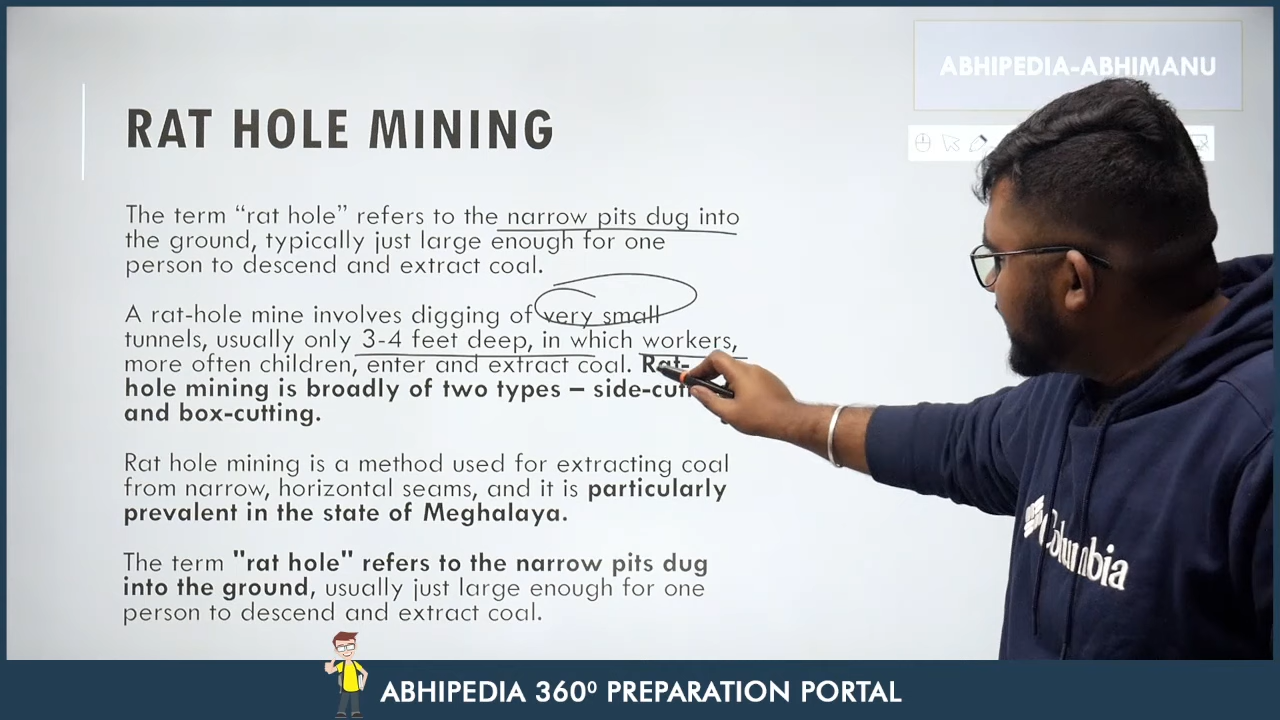 ABHIPEDIA-ABHIMANU
RAT HOLE MINING
The term “rat hole” refers to the narrow pits dug into
the ground, typically just large enough for one
person to descend and extract coal.
A rat-hole mine involves digging of very small
tunnels, usually only 3-4 feet deep, in which workers,
more often children, enter and extract coal. Rat-
hole mining is broadly of two types – side-cut
and box-cutting.
Rat hole mining is a method used for extracting coal
from narrow, horizontal seams, and it is particularly
prevalent in the state of Meghalaya.
The term "rat hole" refers to the narrow pits dug
into the ground, usually just large enough for one
person to descend and extract coal.
Columbia
ABHIPEDIA 360⁰ PREPARATION PORTAL